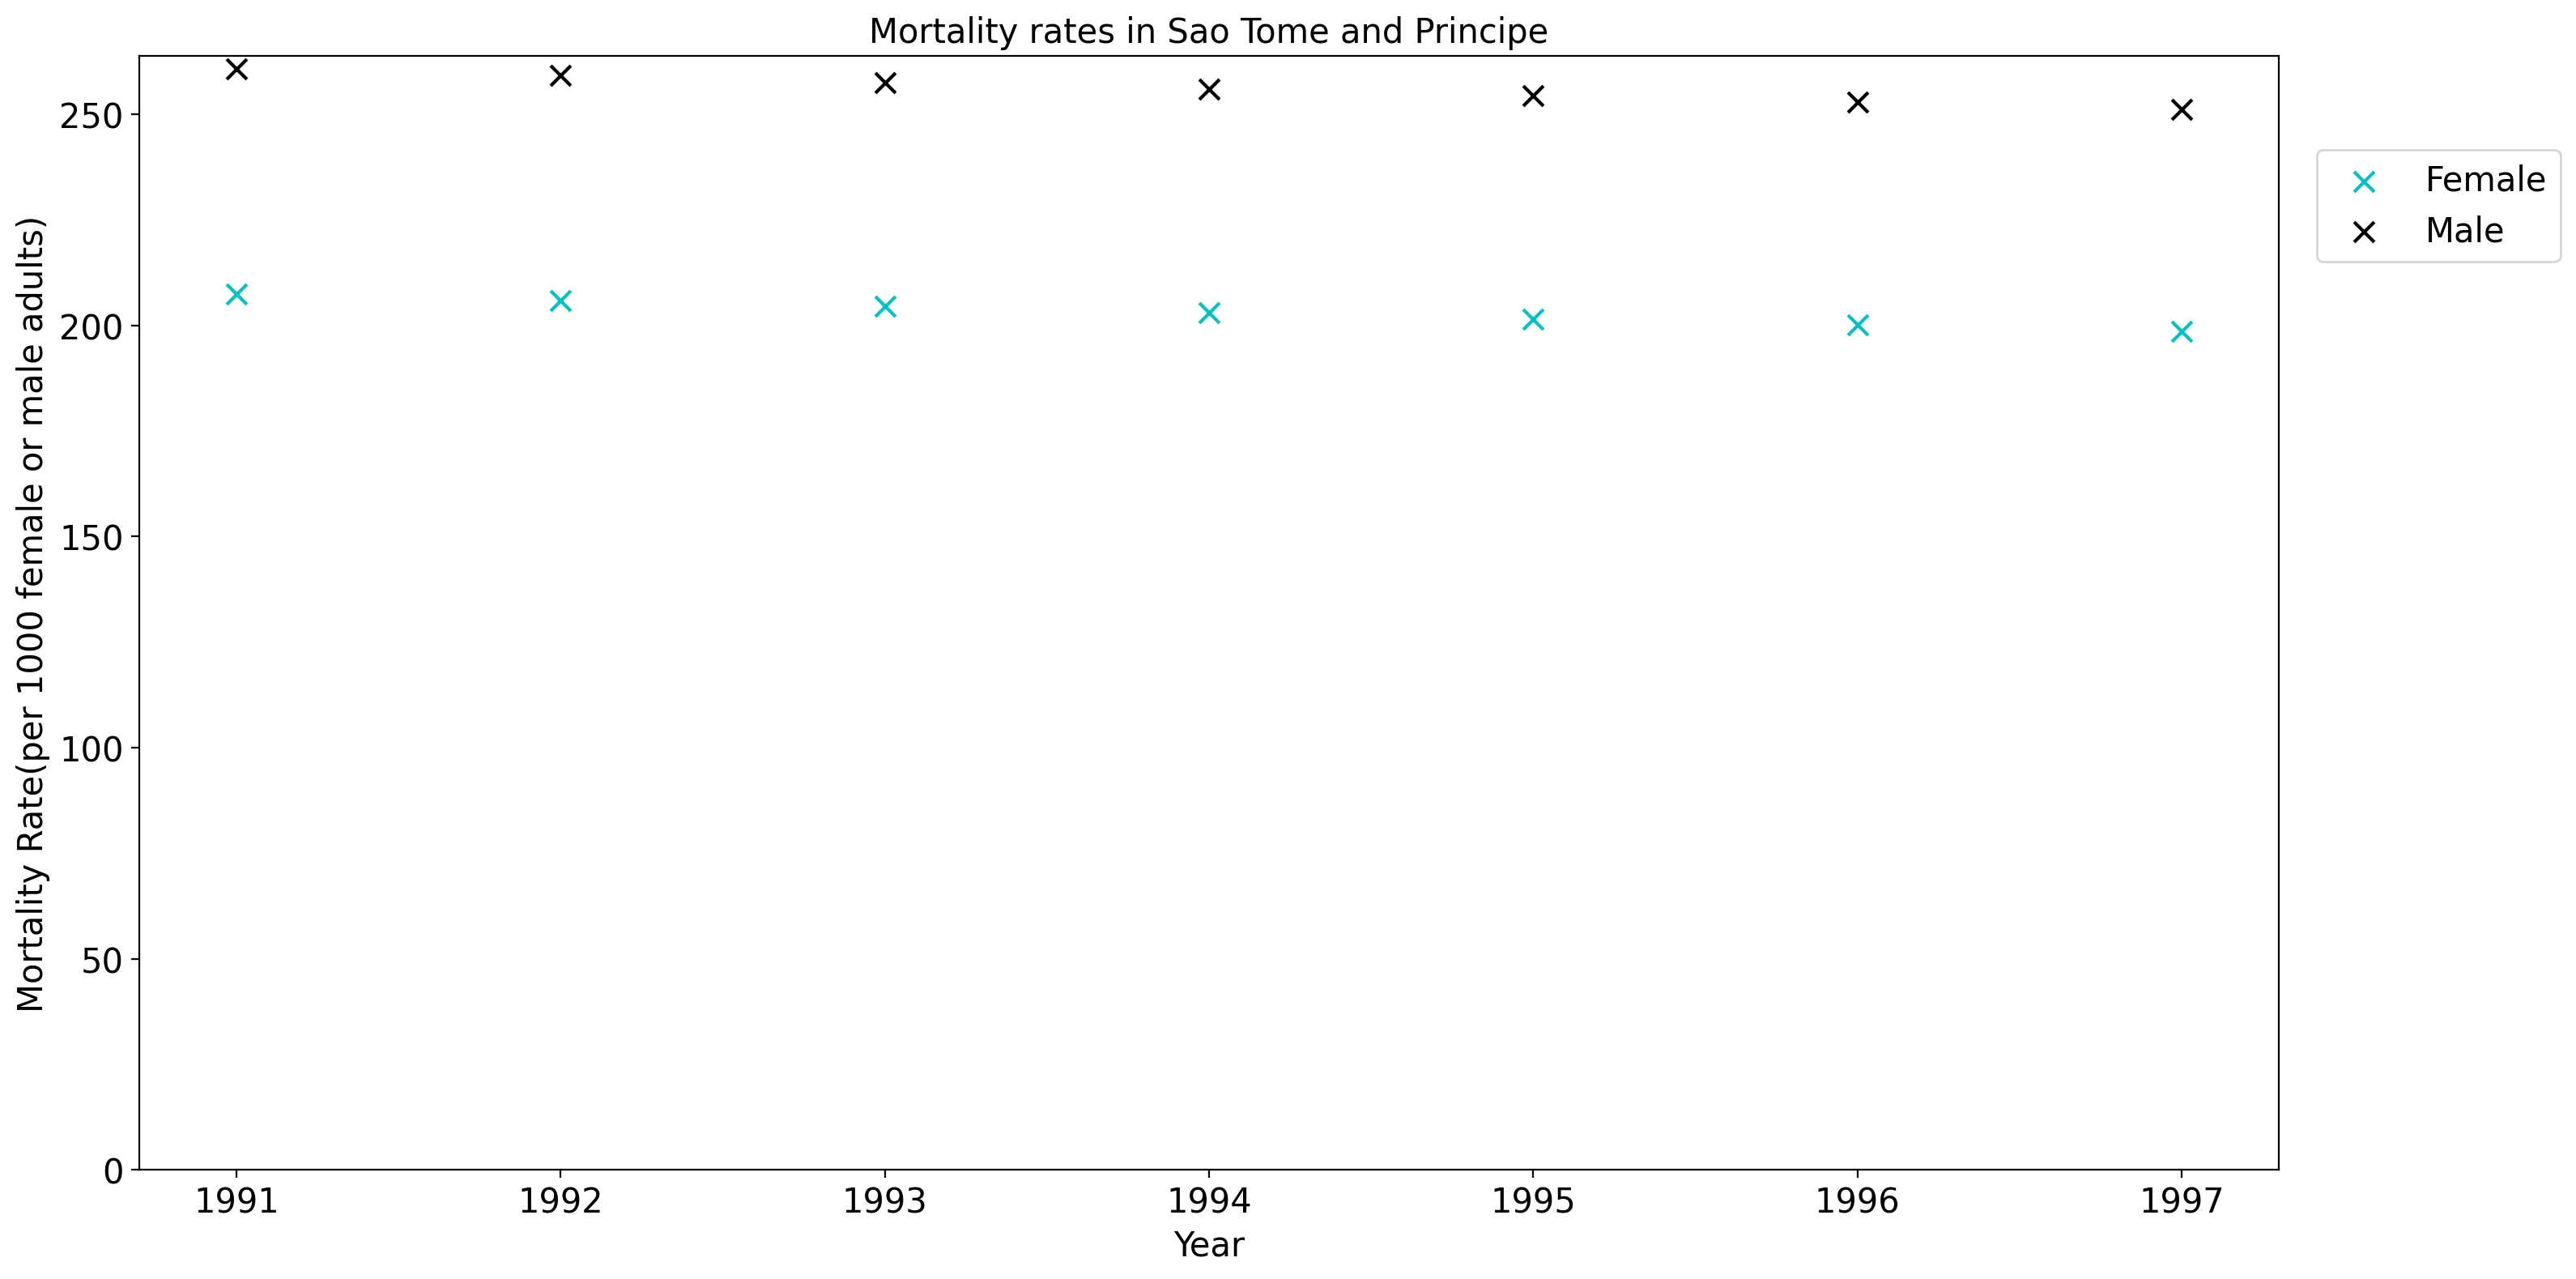 Mortality rates in Sao Tome and Principe
Mortality Rate(per 1000 female or male adults)
250
200
150
100
50
0
1991 1992 1993 1994 1995 1996 1997
Year
Female
Male